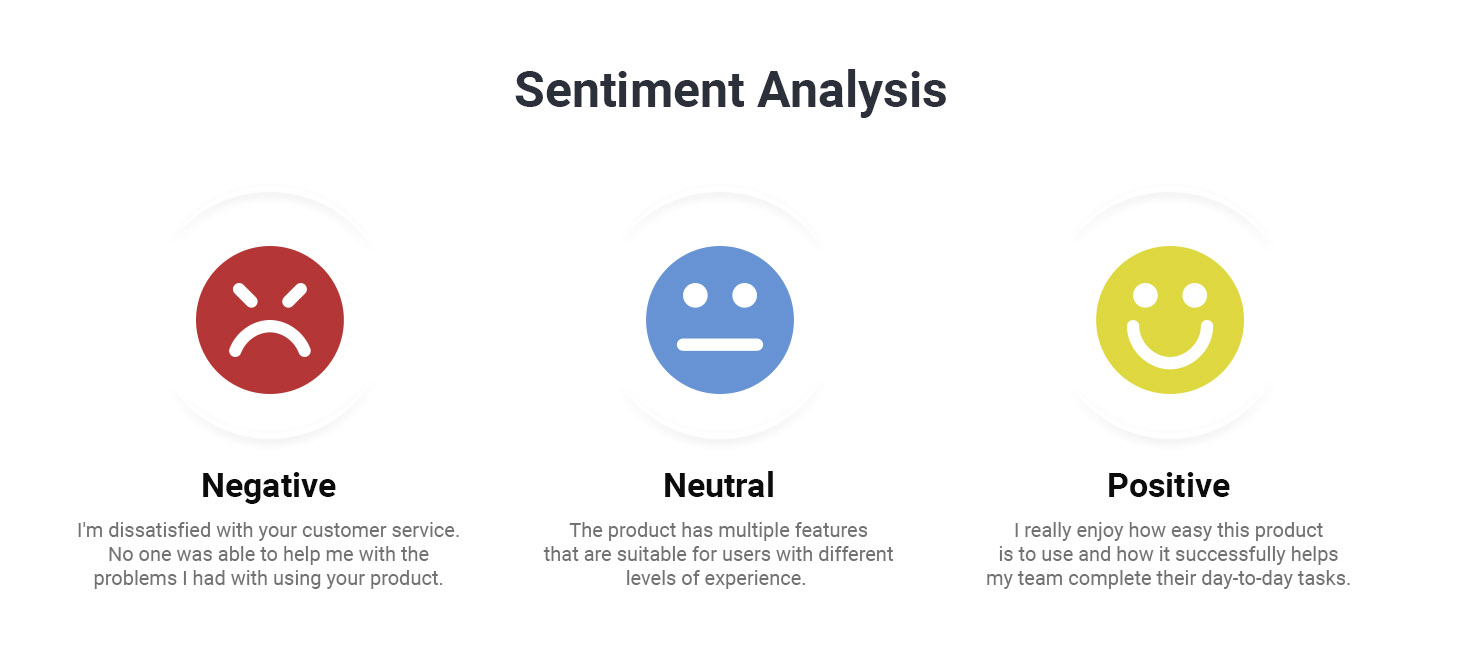 Sentiment Analysis
Negative
I'm dissatisfied with your customer service.
No one was able to help me with the
problems I had with using your product.
Neutral
The product has multiple features
that are suitable for users with different
levels of experience.
Positive
I really enjoy how easy this product
is to use and how it successfully helps
my team complete their day-to-day tasks.